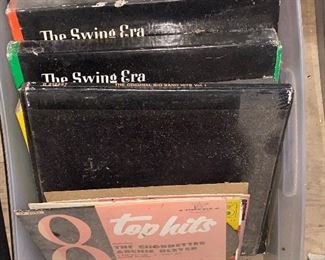 The Swing Era
The Swing Era
THE ORIGINAL BIG BAND HITS Vol. 1
8
top hits
THE CHORDETTES
ARCHIE BLEYER